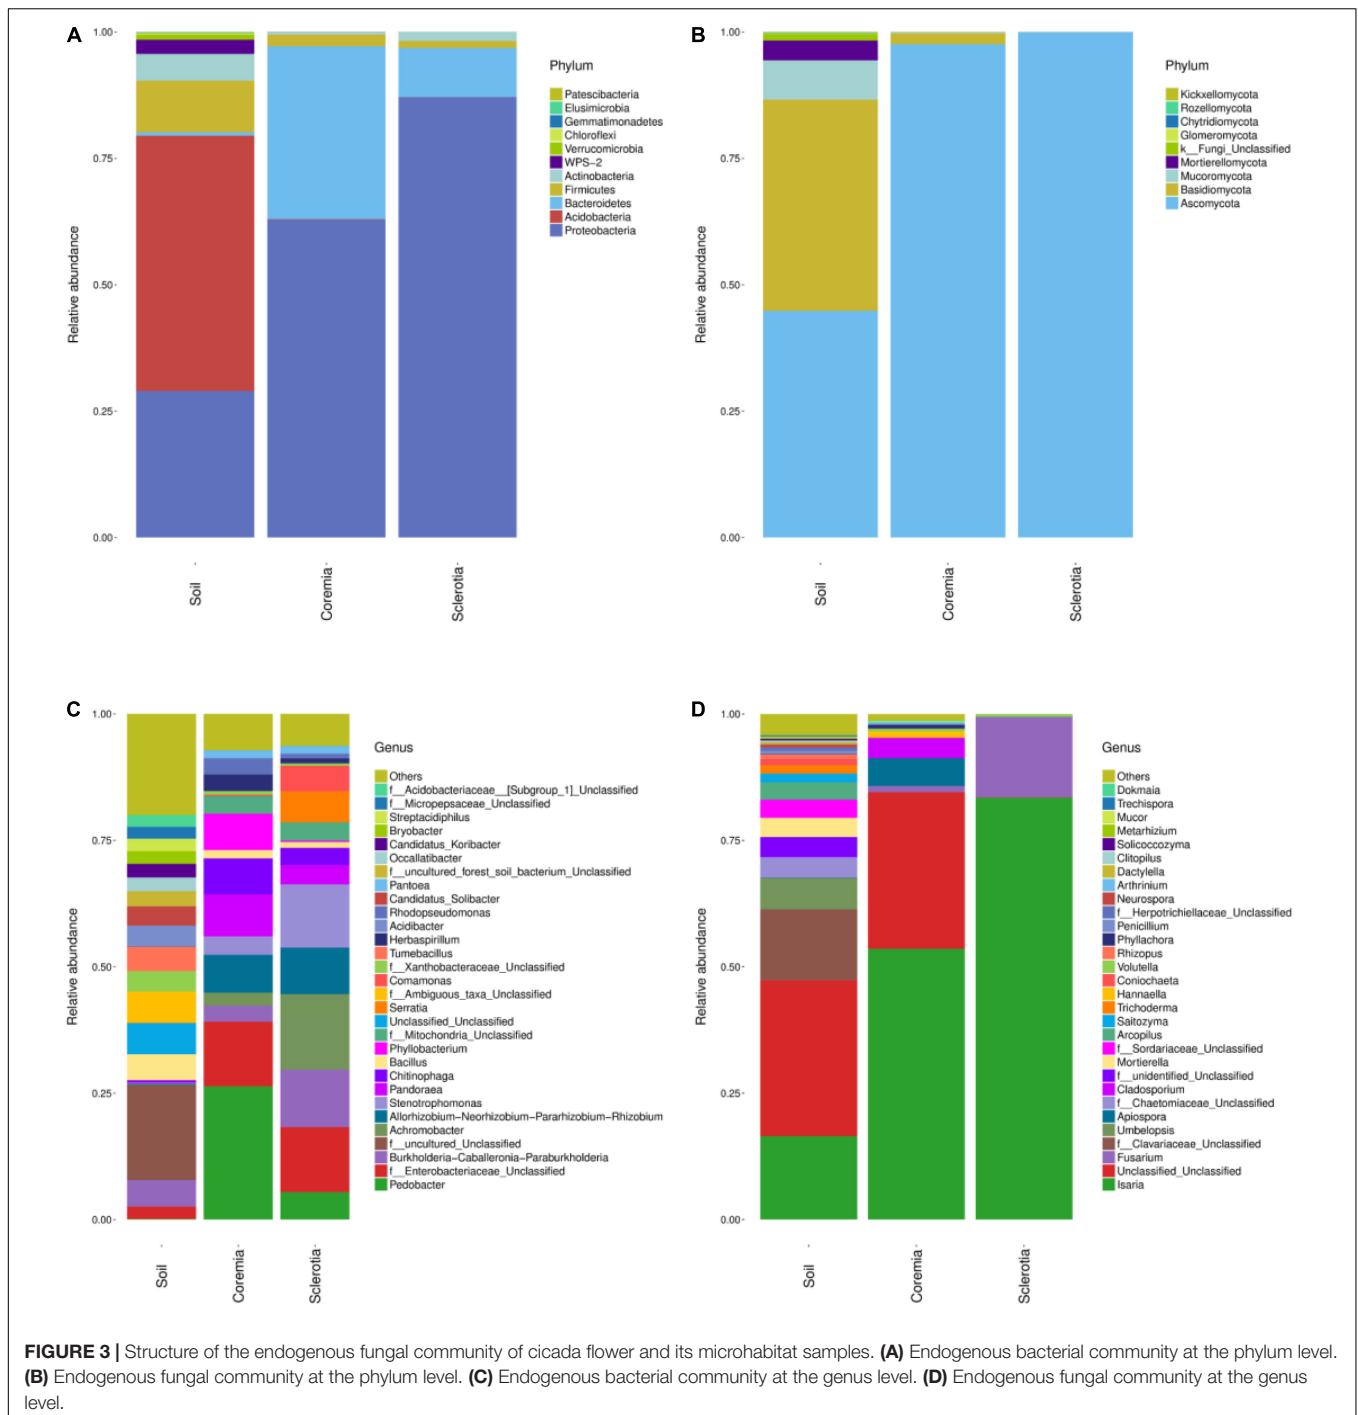 A
1.00
0.75
0.50
0.25
0.00
Relative abundance
Soil
Coremia
Sclerotia
Phylum
Patescibacteria
Elusimicrobia
Gemmatimonadetes
Chloroflexi
Verrucomicrobia
WPS−2
Actinobacteria
Firmicutes
Bacteroidetes
Acidobacteria
Proteobacteria
B
1.00
0.75
0.50
0.25
0.00
Relative abundance
Soil
Coremia
Sclerotia
Phylum
Kickxellomycota
Rozellomycota
Chytridiomycota
Glomeromycota
k__Fungi_Unclassified
Mortierellomycota
Mucoromycota
Basidiomycota
Ascomycota
C
1.00
0.75
0.50
0.25
0.00
Relative abundance
Soil
Coremia
Sclerotia
Genus
Others
f__Acidobacteriaceae__[Subgroup_1]_Unclassified
f__Micropepsaceae_Unclassified
Streptacidiphilus
Bryobacter
Candidatus_Koribacter
Occallatibacter
f__uncultured_forest_soil_bacterium_Unclassified
Pantoea
Candidatus_Solibacter
Rhodopseudomonas
Acidibacter
Herbaspirillum
Tumebacillus
f__Xanthobacteraceae_Unclassified
Comamonas
f__Ambiguous_taxa_Unclassified
Serratia
Unclassified_Unclassified
f__Mitochondria_Unclassified
Phyllobacterium
Bacillus
Chitinophaga
Pandoraea
Stenotrophomonas
Allorhizobium−Neorhizobium−Pararhizobium−Rhizobium
Achromobacter
f__uncultured_Unclassified
Burkholderia−Caballeronia−Paraburkholderia
f__Enterobacteriaceae_Unclassified
Pedobacter
D
1.00
0.75
0.50
0.25
0.00
Relative abundance
Soil
Coremia
Sclerotia
Genus
Others
Dokmaia
Trechispora
Mucor
Metarhizium
Solicoccozyma
Clitopilus
Dactylella
Arthrinium
Neurospora
f__Herpotrichiellaceae_Unclassified
Penicillium
Phyllachora
Rhizopus
Volutella
Coniochaeta
Hannaella
Trichoderma
Saitozyma
Arcopilus
f__Sordariaceae_Unclassified
Mortierella
f__unidentified_Unclassified
Cladosporium
f__Chaetomiaceae_Unclassified
Apiospora
Umbelopsis
f__Clavariaceae_Unclassified
Fusarium
Unclassified_Unclassified
Isaria
FIGURE 3 | Structure of the endogenous fungal community of cicada flower and its microhabitat samples. (A) Endogenous bacterial community at the phylum level.
(B) Endogenous fungal community at the phylum level. (C) Endogenous bacterial community at the genus level. (D) Endogenous fungal community at the genus
level.